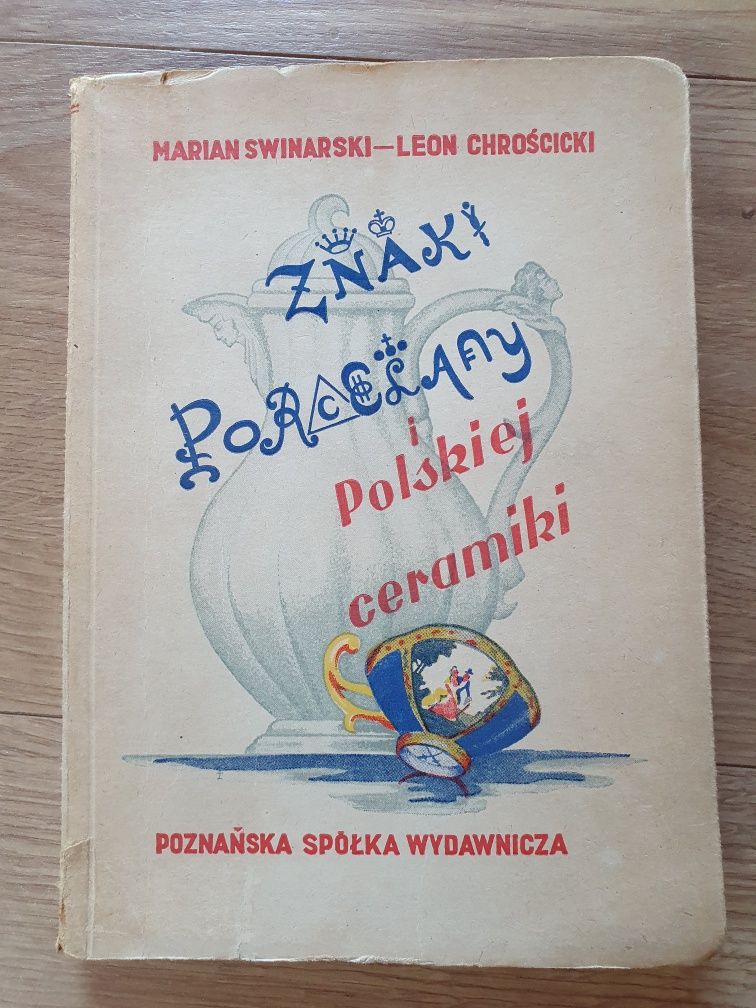 MARIAN SWINARSKI—LEON CHROŚCICKI
ZNAKI
PORCELANY
i
Polskiej
ceramiki
POZNAŃSKA SPÓŁKA WYDAWNICZA